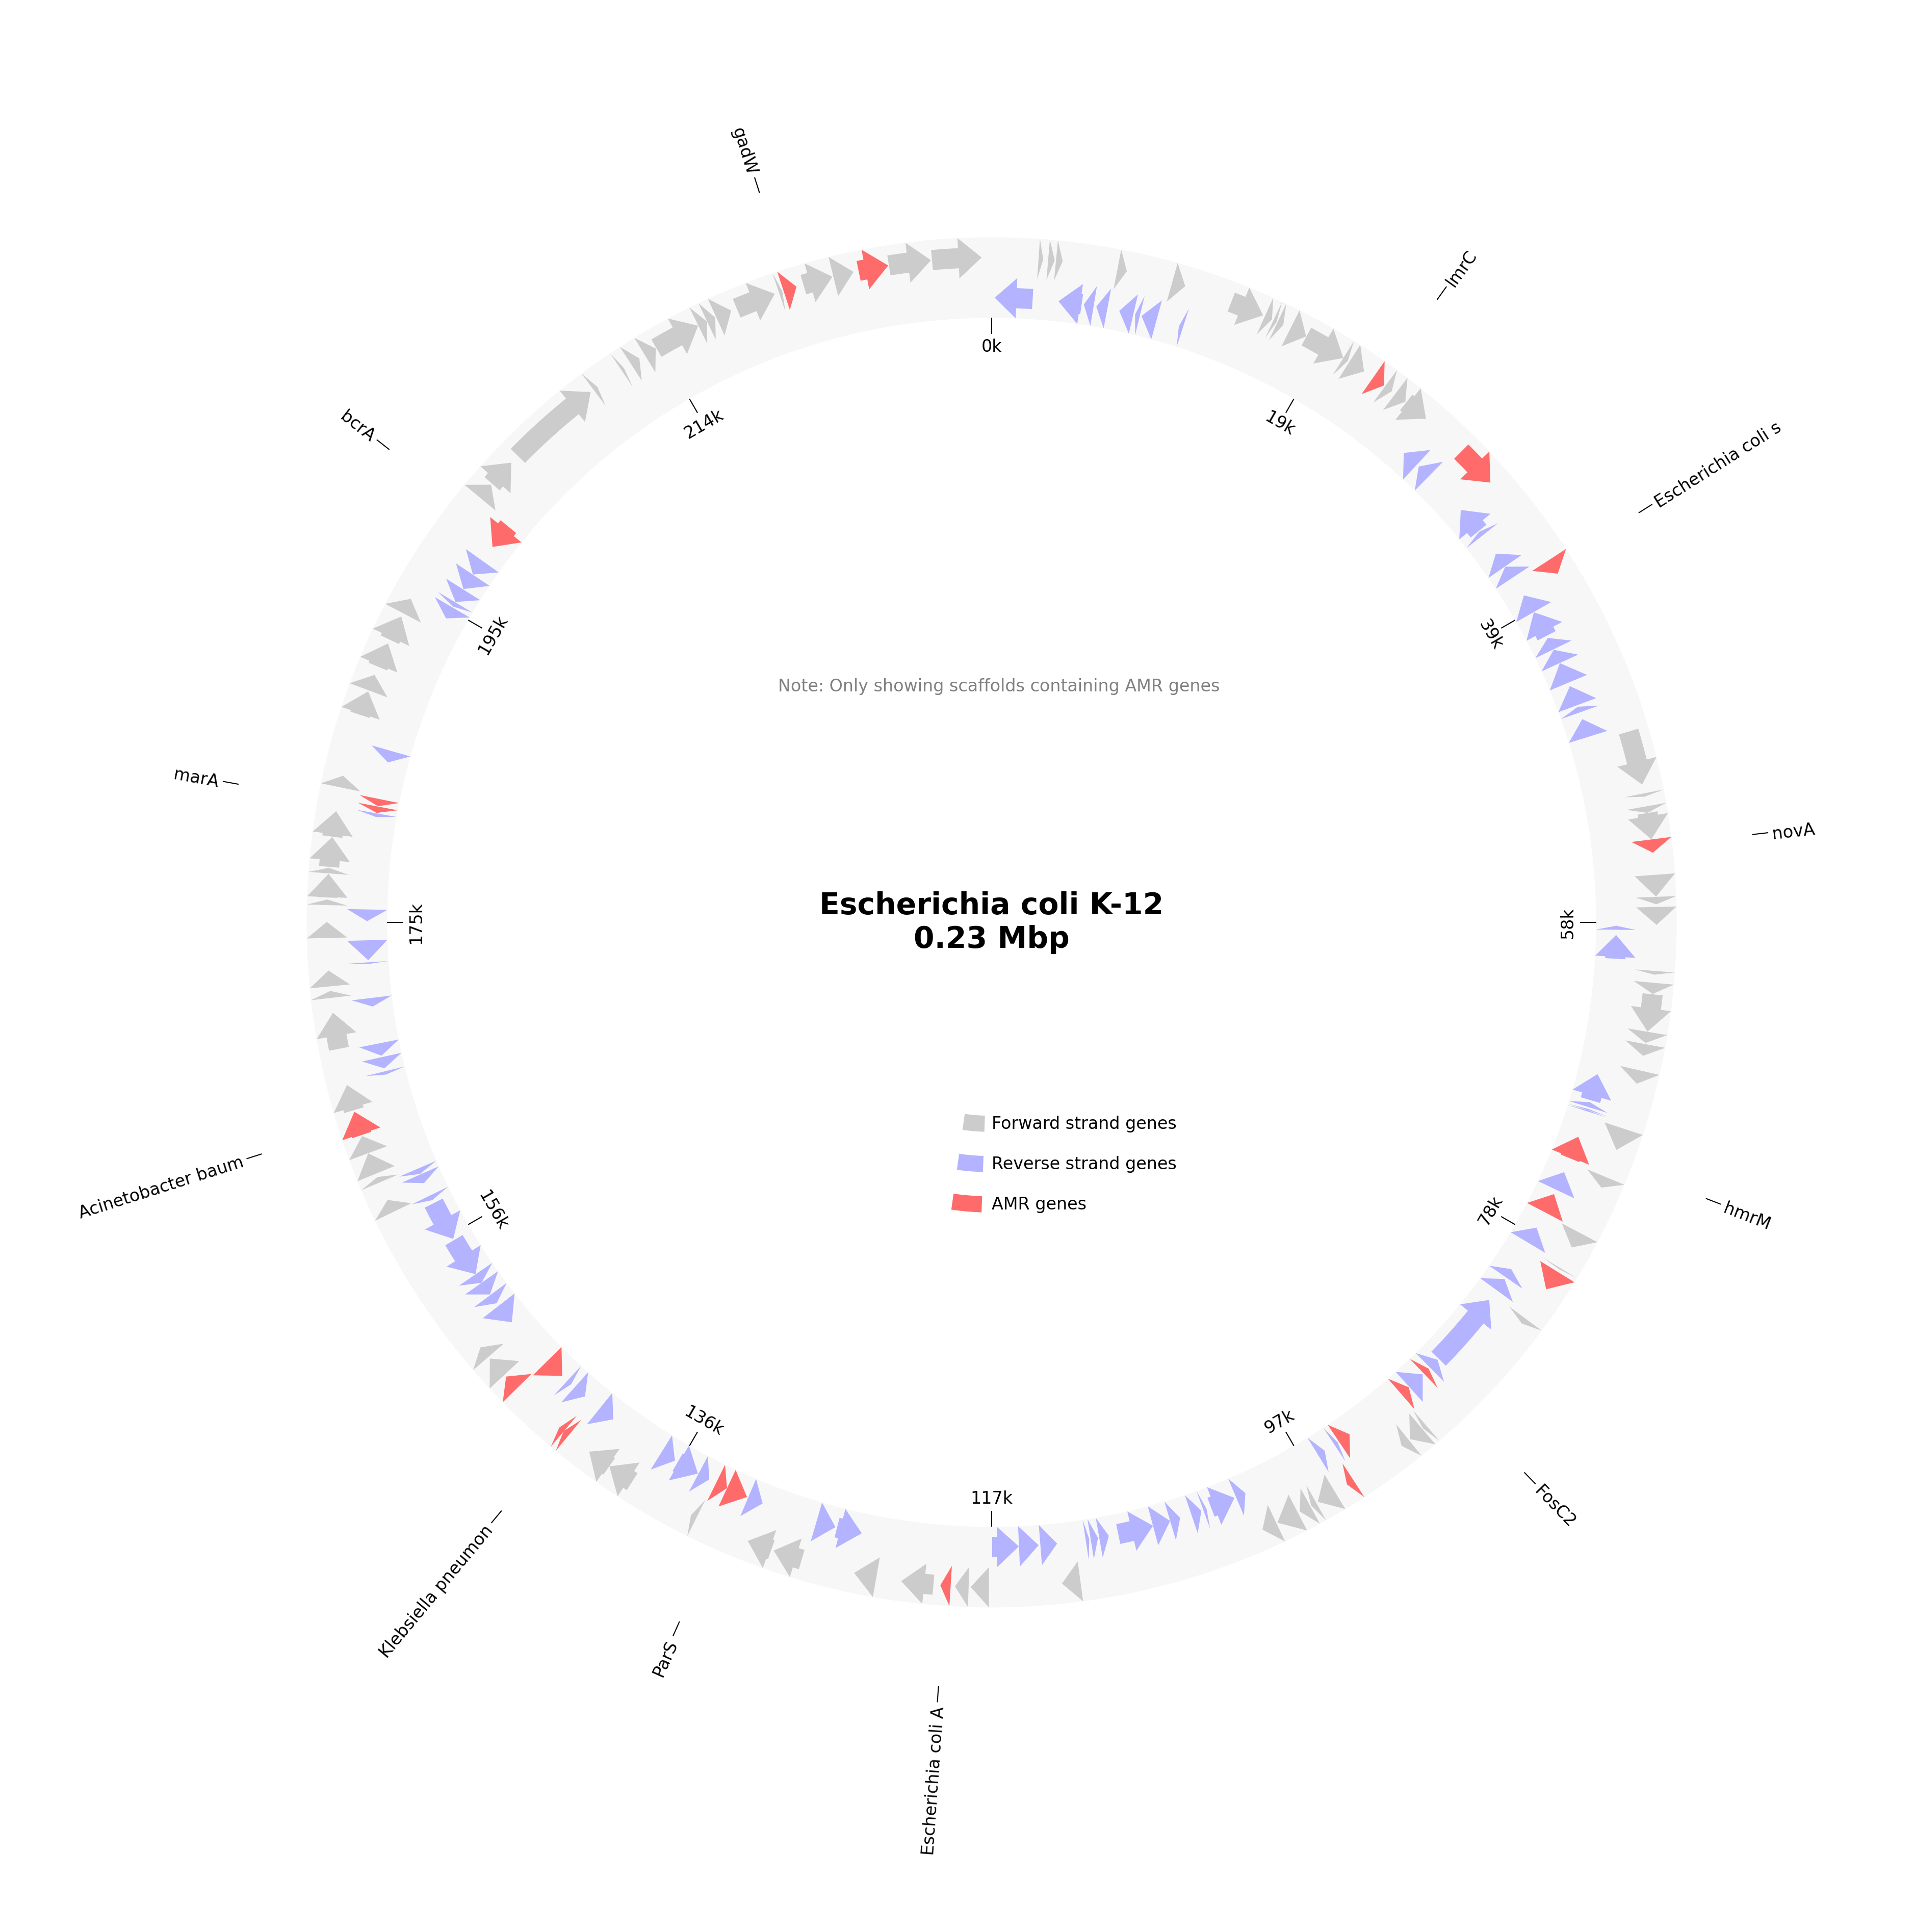 gadW
lmrC
bcrA
Escherichia coli s
0k
214k
19k
195k
39k
Note: Only showing scaffolds containing AMR genes
marA
novA
175k
Escherichia coli K-12
0.23 Mbp
58k
Forward strand genes
Reverse strand genes
AMR genes
Acinetobacter baum
156k
78k
hmrM
136k
97k
117k
FosC2
Klebsiella pneumon
ParS
Escherichia coli A